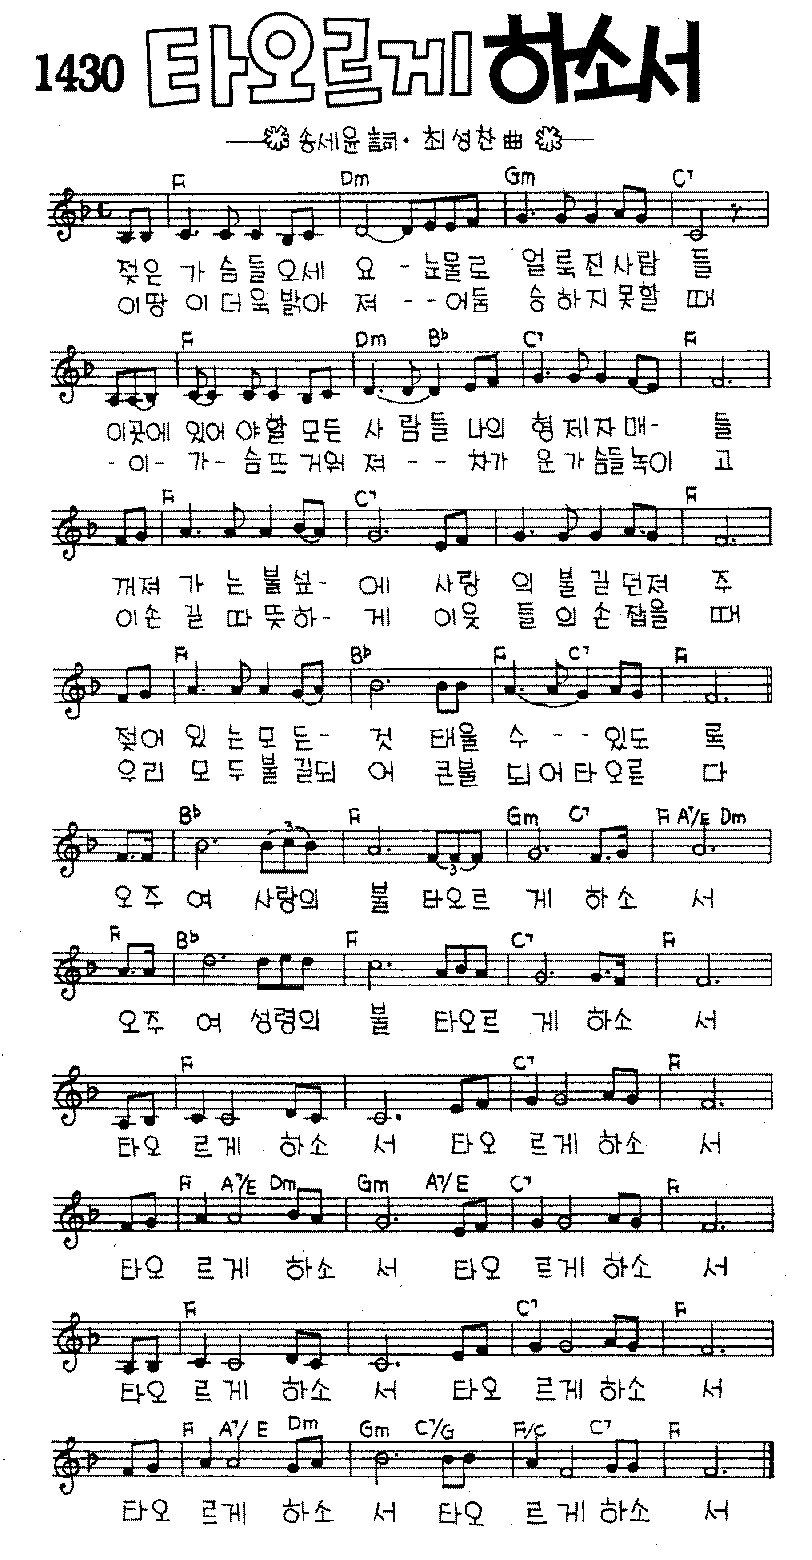 1430 타오르게 하소서
송세윤 詞 · 최성찬 曲
F Dm Gm C7
젖은 가 슴들오세 요 - 눈물로 얼룩진사람 들
이땅 이 더욱 밝아 져 - - 어둠 승하지못할 때
F Dm B♭ C7 F
이곳에 있어 야할 모든 사 람들 나의 형제자매- 들
- 이- 가- 슴뜨 거워 져 - - 차가 운가슴들녹이 고
F C7 F
꺼져 가 는 불섶- 에 사랑 의 불 길 던져 주
이손 길 따 뜻하- 게 이웃 들 의 손 잡을 때
F B♭ F C7 F
젖어 있 는모 든- 것 태울 수 - - 있도 록
우리 모 두불 길되 어 큰불 되어타오른 다
B♭ F Gm C7 F A7/E Dm
오주 여 사랑의 불 타오르 게 하소 서
F B♭ F C7 F
오주 여 성령의 불 타오르 게 하소 서
F C7 F
타오 르게 하소 서 타오 르게 하소 서
F A7/E Dm Gm A7/E C7 F
타오 르게 하소 서 타오 르게 하소 서
F C7 F
타오 르게 하소 서 타오 르게 하소 서
F A7/E Dm Gm C7/G F/C C7 F
타오 르게 하소 서 타오 르게 하소 서